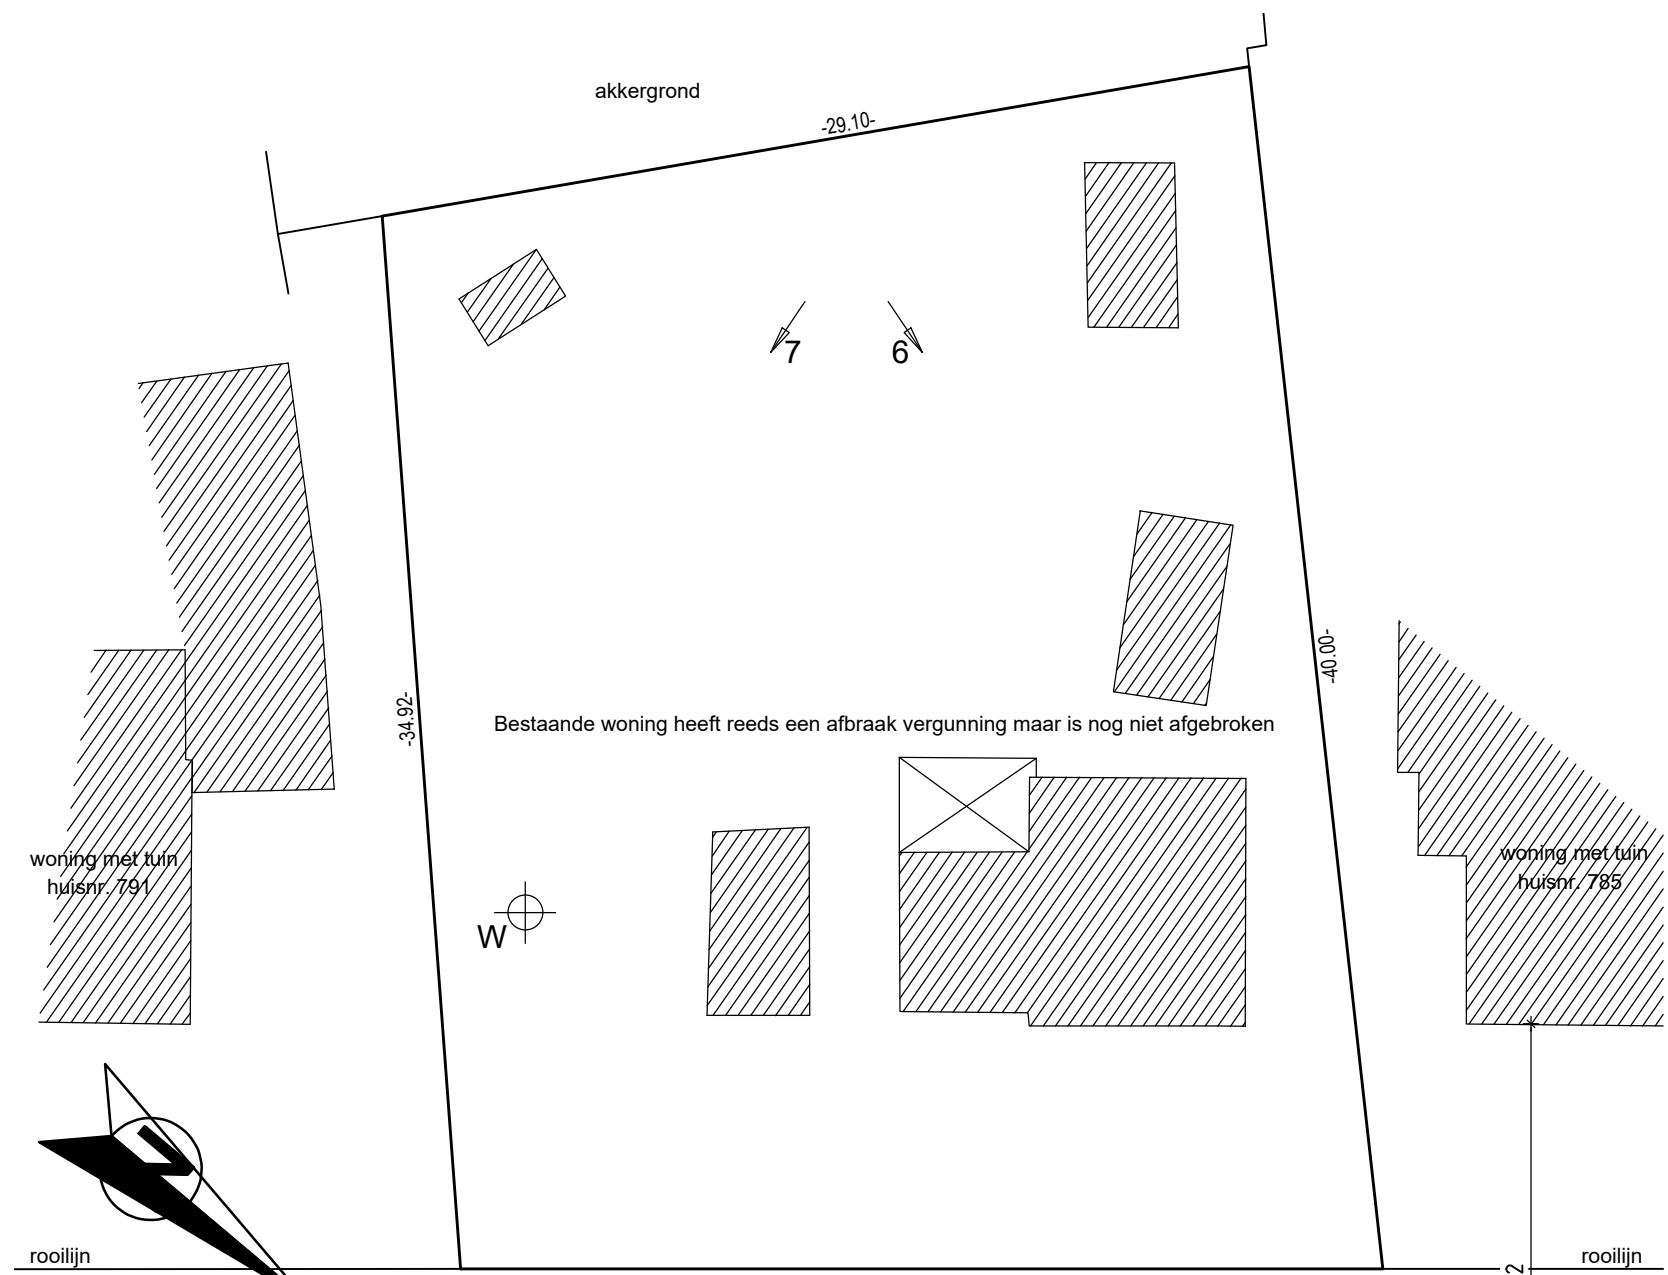 akkergrond
-29.10-
7
6
-40.00-
-34.92-
Bestaande woning heeft reeds een afbraak vergunning maar is nog niet afgebroken
woning met tuin
huisnr. 791
woning met tuin
huisnr. 785
W
N
rooilijn
rooilijn
2